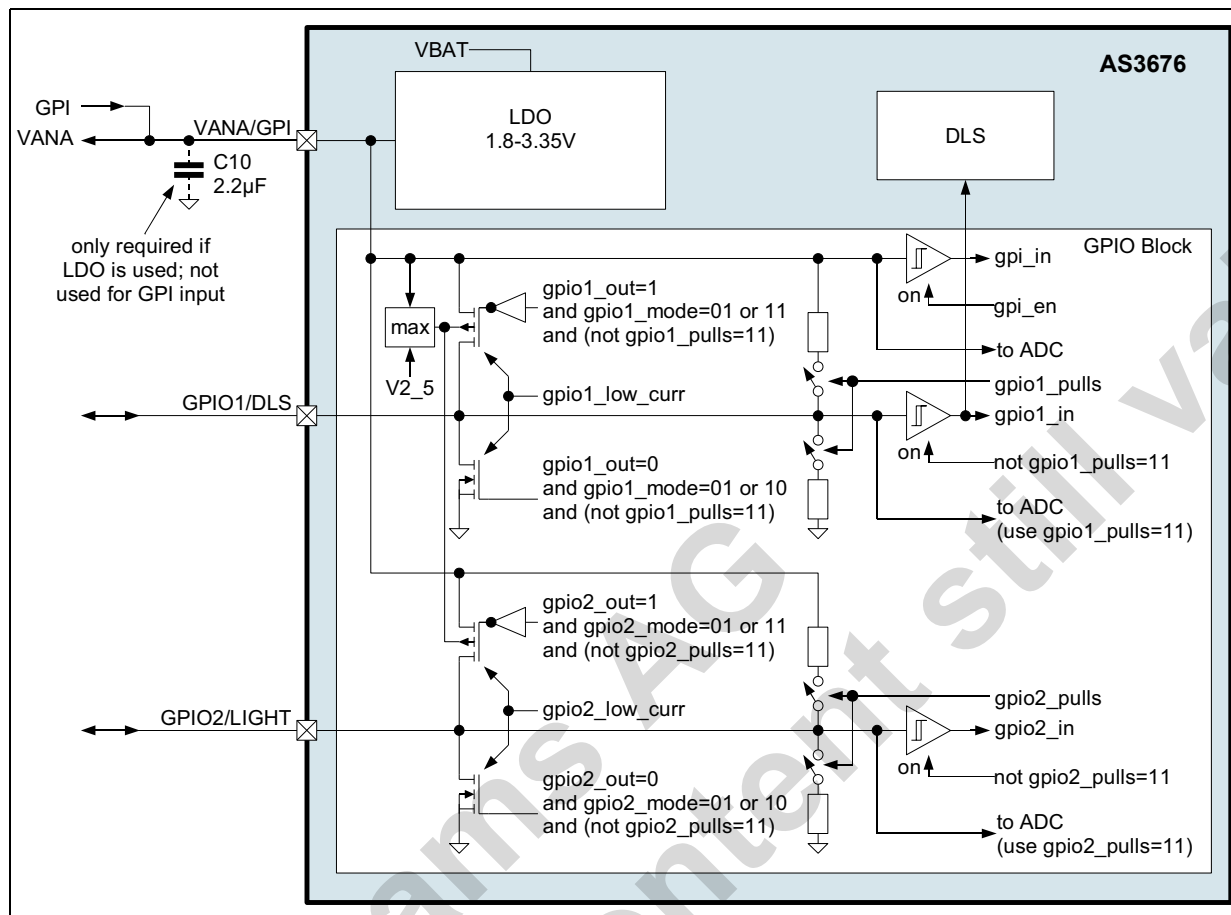 AS3676
VBAT
LDO
1.8-3.35V
DLS
GPI
VANA
VANA/GPI
C10
2.2µF
only required if
LDO is used; not
used for GPI input
GPIO Block
gpi_in
on
gpi_en
to ADC
gpio1_out=1
and gpio1_mode=01 or 11
and (not gpio1_pulls=11)
max
V2_5
gpio1_pulls
GPIO1/DLS
gpio1_low_curr
gpio1_in
on
not gpio1_pulls=11
gpio1_out=0
and gpio1_mode=01 or 10
and (not gpio1_pulls=11)
to ADC
(use gpio1_pulls=11)
gpio2_out=1
and gpio2_mode=01 or 11
and (not gpio2_pulls=11)
gpio2_pulls
GPIO2/LIGHT
gpio2_low_curr
gpio2_in
on
not gpio2_pulls=11
gpio2_out=0
and gpio2_mode=01 or 10
and (not gpio2_pulls=11)
to ADC
(use gpio2_pulls=11)
ams AG
still